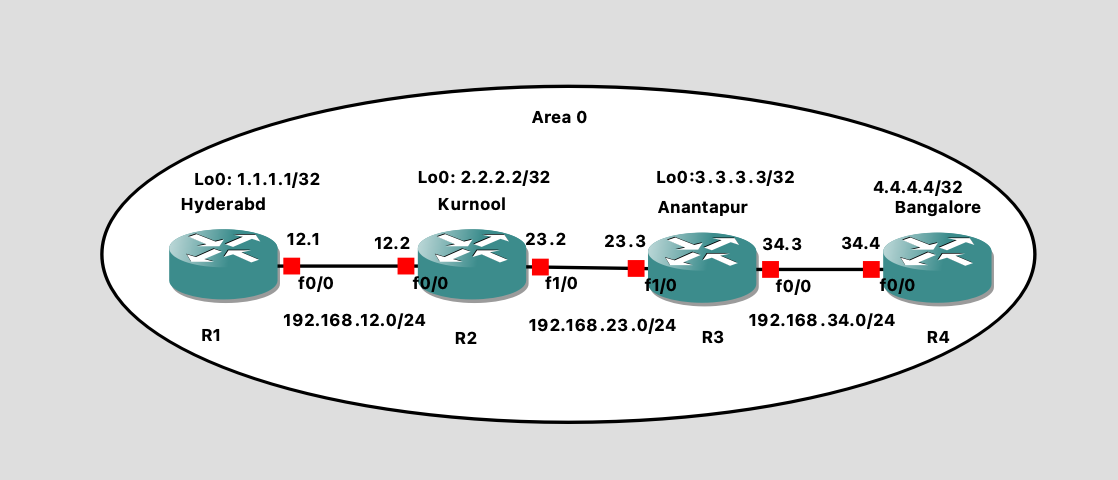 Area 0
Lo0: 1.1.1.1/32
Hyderabd
Lo0: 2.2.2.2/32
Kurnool
Lo0:3.3.3.3/32
Anantapur
4.4.4.4/32
Bangalore
12.1
12.2
23.2
23.3
34.3
34.4
f0/0
f0/0
f1/0
f1/0
f0/0
f0/0
192.168.12.0/24
192.168.23.0/24
192.168.34.0/24
R1
R2
R3
R4